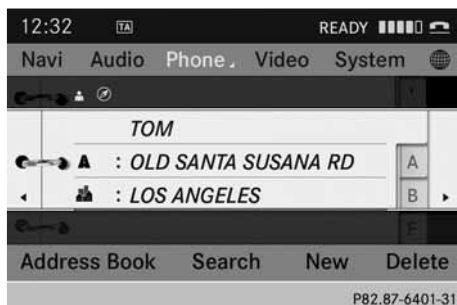 12:32 TA READY
Navi Audio Phone Video System
TOM
A : OLD SANTA SUSANA RD A
: LOS ANGELES B
Address Book Search New Delete
P82.87-6401-31